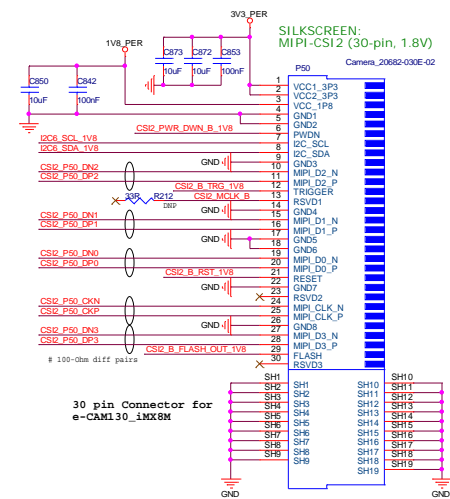 3V3_PER
SILKSCREEN:
MIPI-CSI2 (30-pin, 1.8V)
1V8_PER
C873
C872
C853
10uF
10uF
100nF
P50
Camera_20682-030E-02
C850
C842
10uF
100nF
1 VCC1_3P3
2 VCC2_3P3
3 VCC_1P8
4 GND1
5 GND2
CSI2_PWR_DWN_B_1V8 6 PWDN
I2C6_SCL_1V8 7 I2C_SCL
I2C6_SDA_1V8 8 I2C_SDA
GND 9 GND3
CSI2_P50_DN2 10 MIPI_D2_N
CSI2_P50_DP2 11 MIPI_D2_P
CSI2_B_TRG_1V8 12 TRIGGER
33R R212 DNP CSI2_MCLK_B 13 RSVD1
GND 14 GND4
CSI2_P50_DN1 15 MIPI_D1_N
CSI2_P50_DP1 16 MIPI_D1_P
GND 17 GND5
18 GND6
CSI2_P50_DN0 19 MIPI_D0_N
CSI2_P50_DP0 20 MIPI_D0_P
CSI2_B_RST_1V8 21 RESET
GND 22 GND7
23 RSVD2
CSI2_P50_CKN 24 MIPI_CLK_N
CSI2_P50_CKP 25 MIPI_CLK_P
GND 26 GND8
CSI2_P50_DN3 27 MIPI_D3_N
CSI2_P50_DP3 28 MIPI_D3_P
CSI2_B_FLASH_OUT_1V8 29 FLASH
# 100-Ohm diff pairs
30 RSVD3
SH1 SH1 SH10 SH10
SH2 SH2 SH11 SH11
SH3 SH3 SH12 SH12
SH4 SH4 SH13 SH13
SH5 SH5 SH14 SH14
SH6 SH6 SH15 SH15
SH7 SH7 SH16 SH16
SH8 SH8 SH17 SH17
SH9 SH9 SH18 SH18
SH19 SH19
30 pin Connector for
e-CAM130_iMX8M
GND
GND